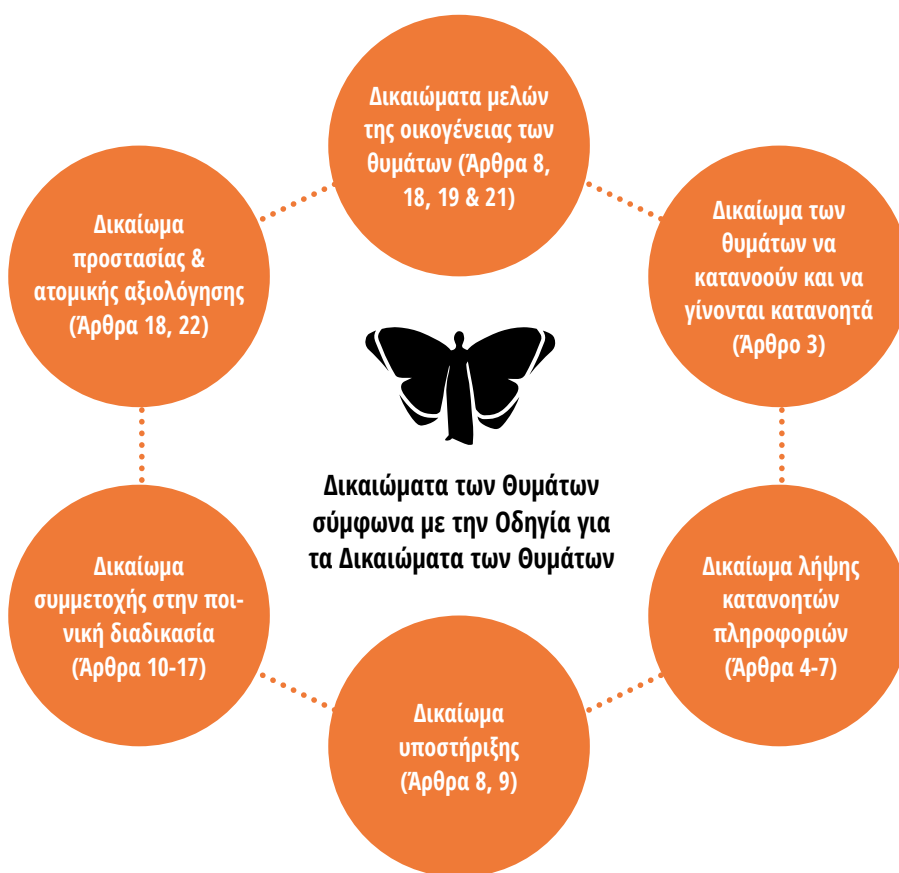 Δικαιώματα μελών
της οικογένειας των
θυμάτων (Άρθρα 8,
18, 19 & 21)
Δικαίωμα
προστασίας &
ατομικής αξιολόγησης
(Άρθρα 18, 22)
Δικαίωμα των
θυμάτων να
κατανοούν και να
γίνονται κατανοητά
(Άρθρο 3)
Δικαιώματα των Θυμάτων
σύμφωνα με την Οδηγία για
τα Δικαιώματα των Θυμάτων
Δικαίωμα
συμμετοχής στην ποι-
νική διαδικασία
(Άρθρα 10-17)
Δικαίωμα λήψης
κατανοητών
πληροφοριών
(Άρθρα 4-7)
Δικαίωμα
υποστήριξης
(Άρθρα 8, 9)